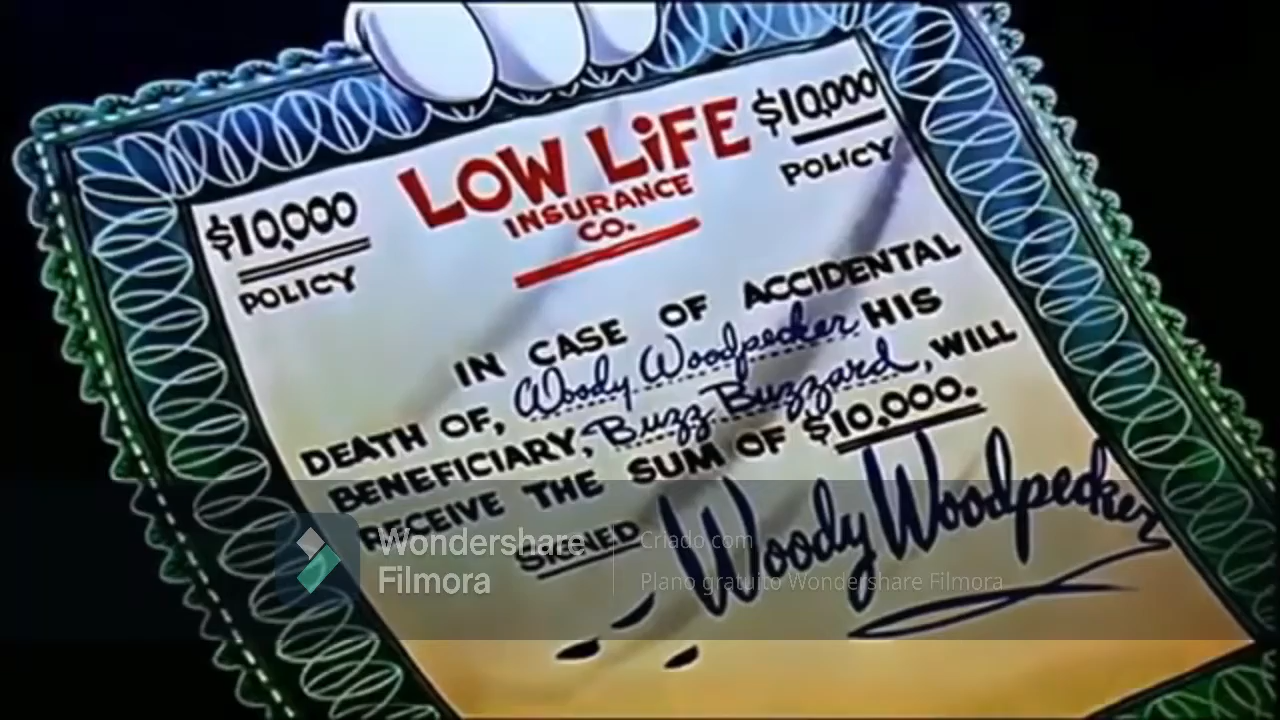 $10,000
POLICY
LOW LiFE
INSURANCE
CO.
$10,000
POLICY
IN CASE OF ACCIDENTAL
DEATH OF, Woody Woodpecker HIS
BENEFICIARY, Buzz Buzzard, WILL
RECEIVE THE SUM OF $10,000.
SIGNED Woody Woodpecker
Wondershare
Filmora
Criado com
Plano gratuito Wondershare Filmora